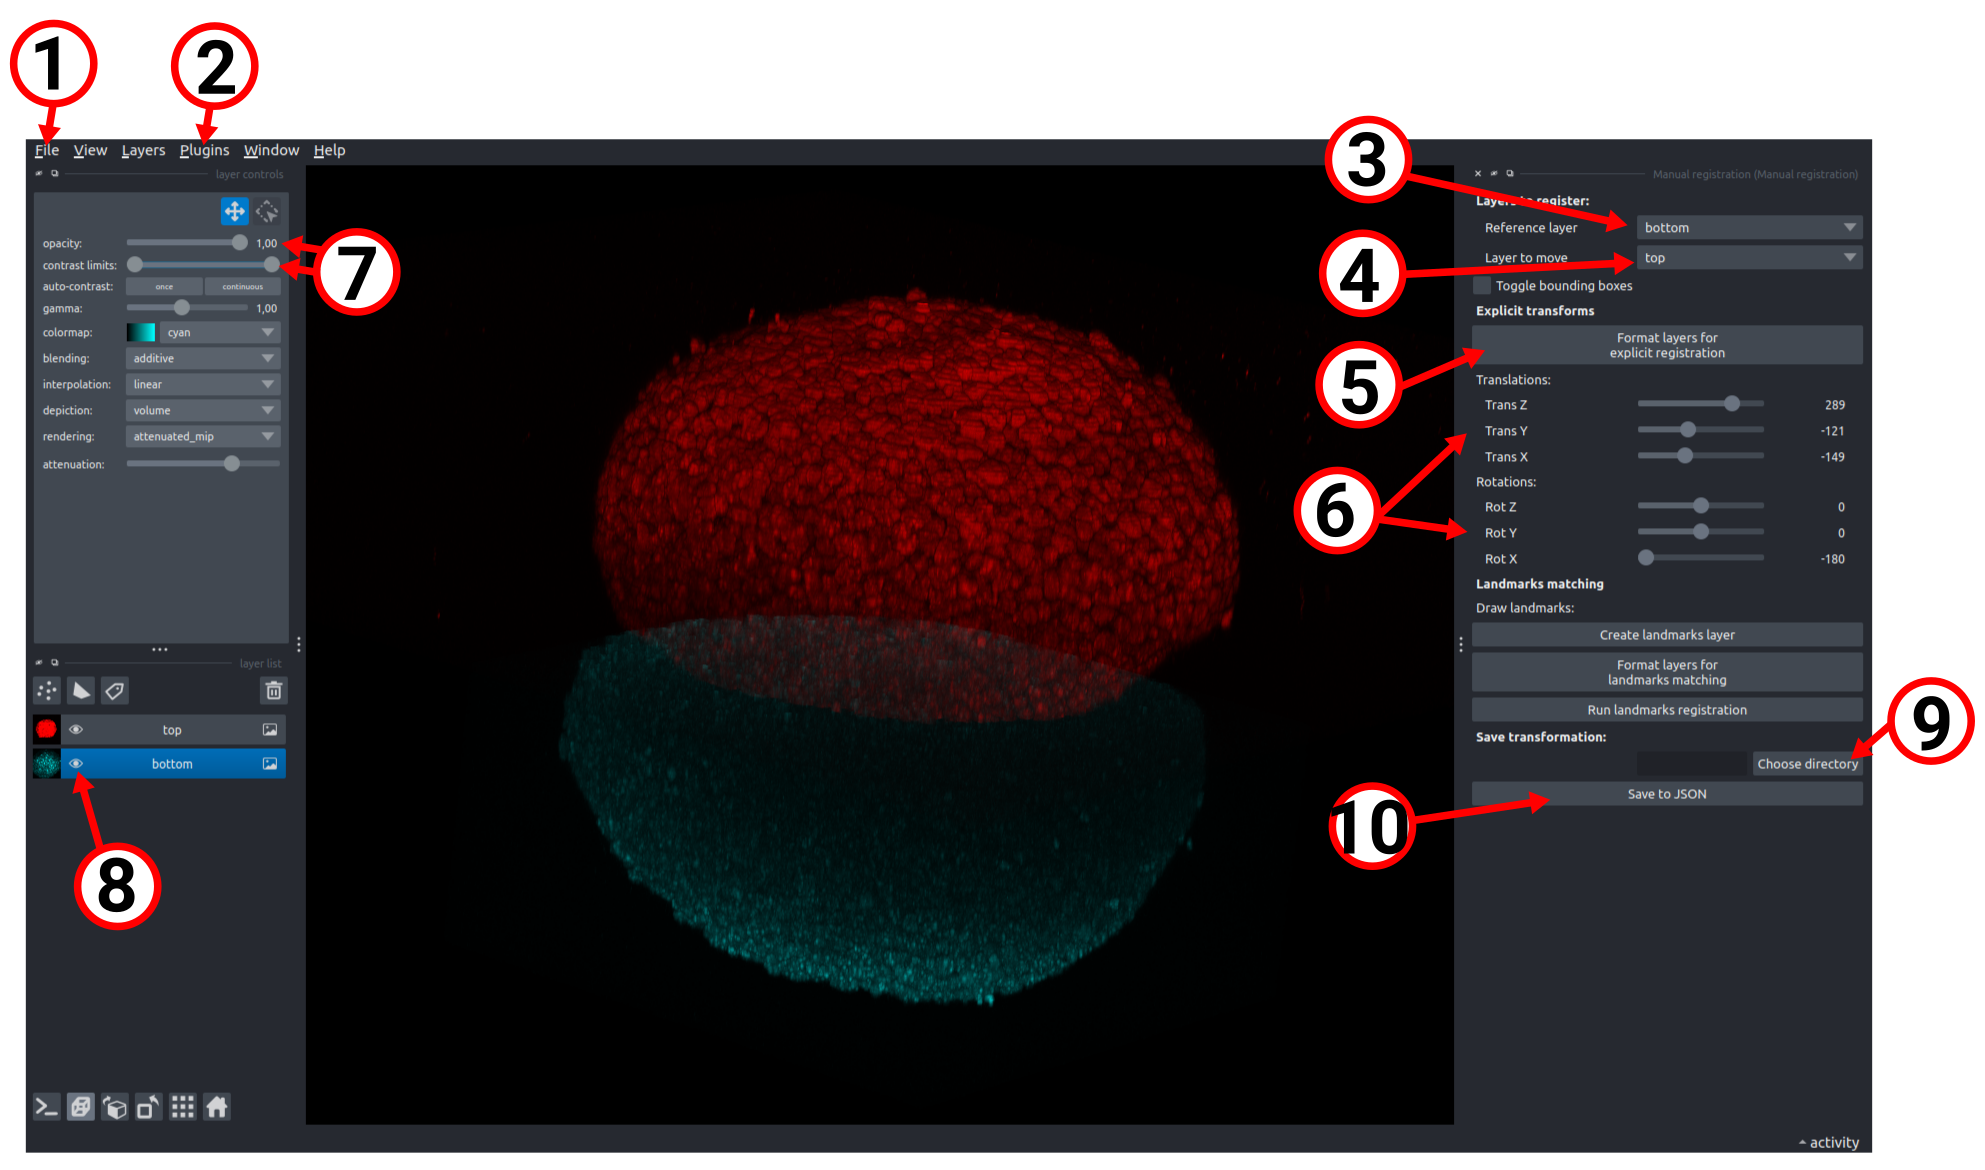 1
2
File View Layers Plugins Window Help
3
layer controls
Manual registration (Manual registration)
Layers to register:
Reference layer bottom
4
Layer to move top
Toggle bounding boxes
Explicit transforms
5
Format layers for
explicit registration
Translations:
Trans Z 289
Trans Y -121
Trans X -149
6
Rotations:
Rot Z 0
Rot Y 0
Rot X -180
Landmarks matching
Draw landmarks:
Create landmarks layer
Format layers for
landmarks matching
Run landmarks registration
9
Save transformation:
Choose directory
Save to JSON
10
opacity: 1,00
7
contrast limits:
auto-contrast: once continuous
gamma: 1,00
colormap: cyan
blending: additive
interpolation: linear
depiction: volume
rendering: attenuated_mip
attenuation:
layer list
top
bottom
8
activity